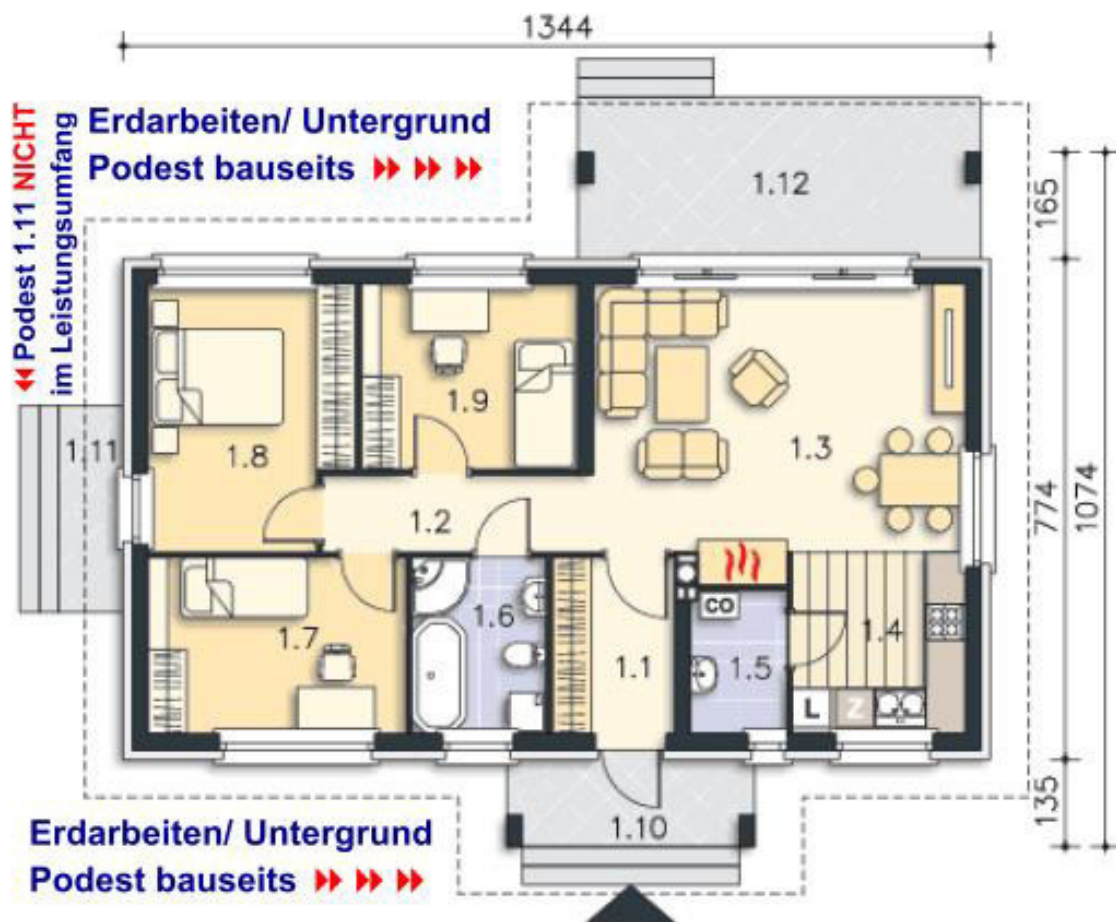 1344
Podest 1.11 NICHT
im Leistungsumfang
Erdarbeiten/ Untergrund
Podest bauseits
1.12
165
1.11
1.8
1.9
1.3
1.2
774
1074
1.7
1.6
1.1
CO
1.5
1.4
L
Z
135
1.10
Erdarbeiten/ Untergrund
Podest bauseits